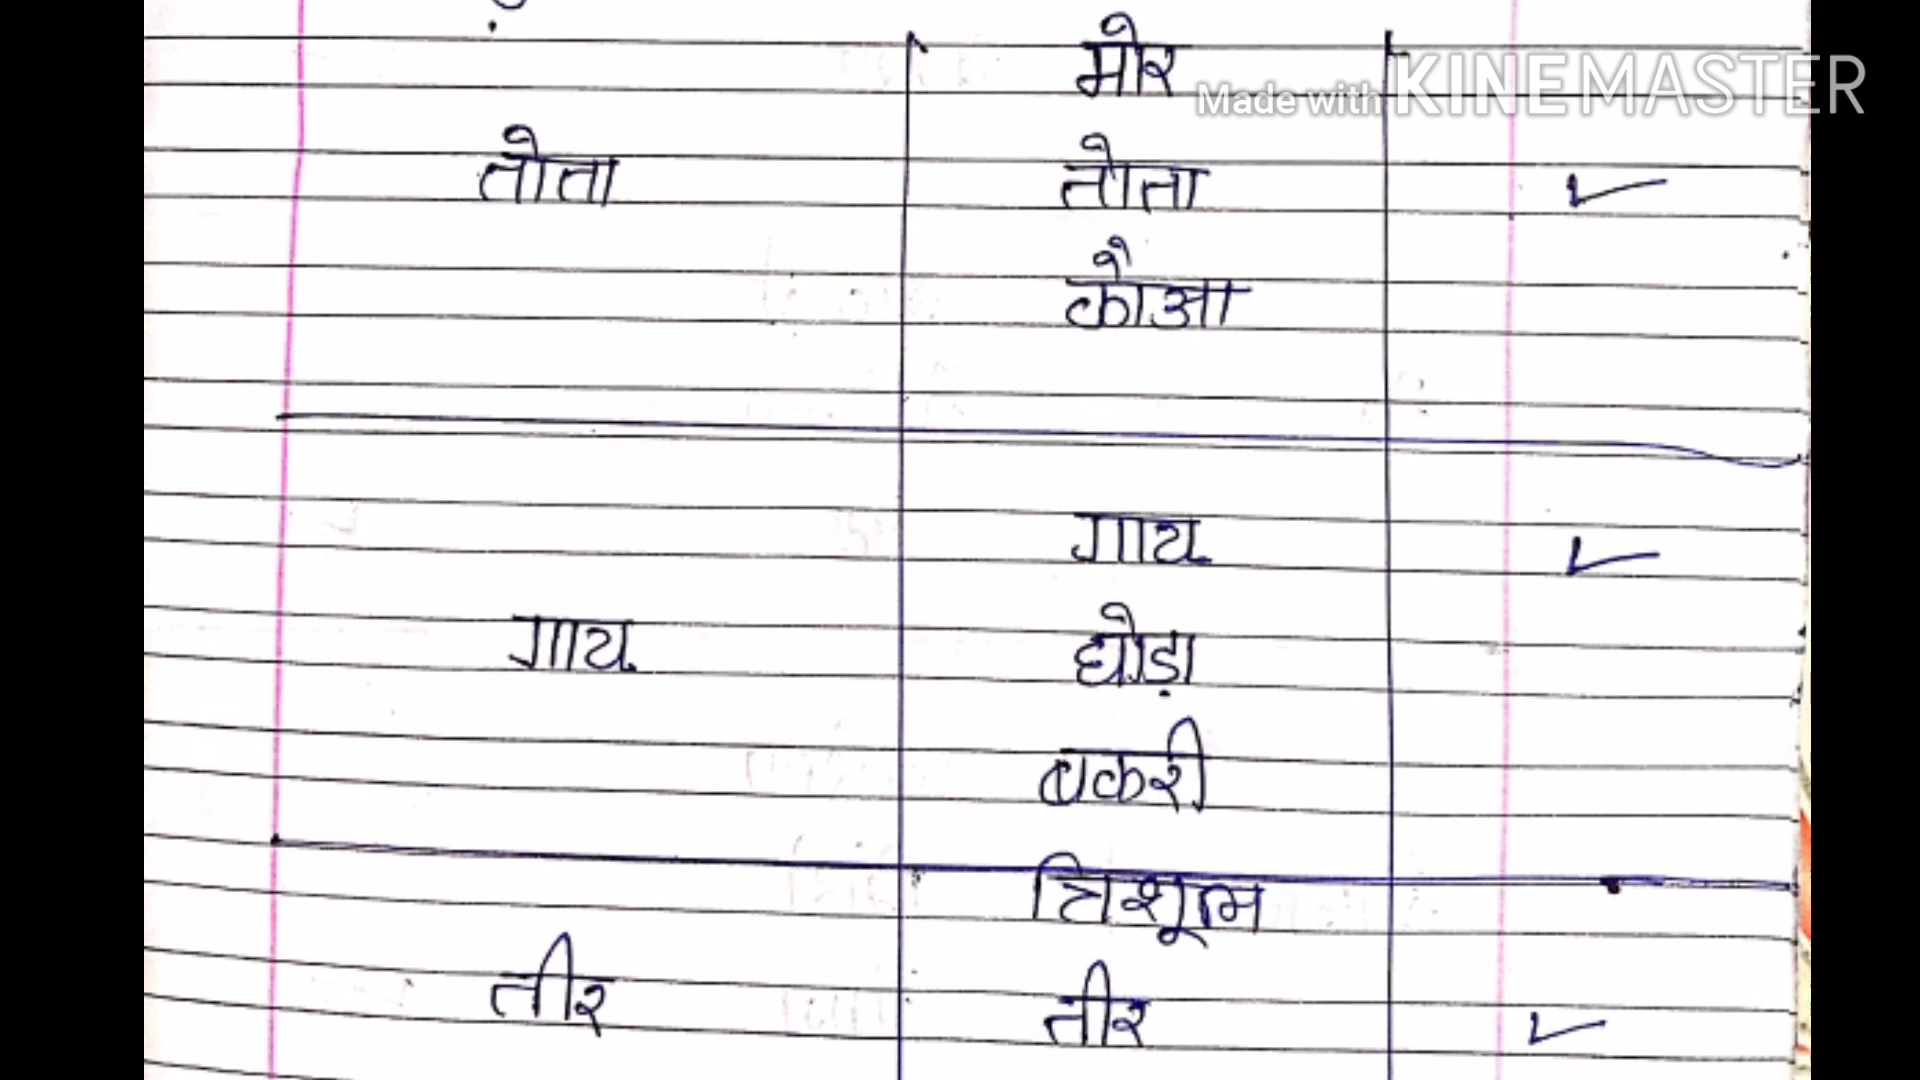 मोर
Made with KINEMASTER
तोता तोता ✓
कौआ
गाय ✓
गाय घोड़ा
बकरी
त्रिशूल
तीर तीर ✓